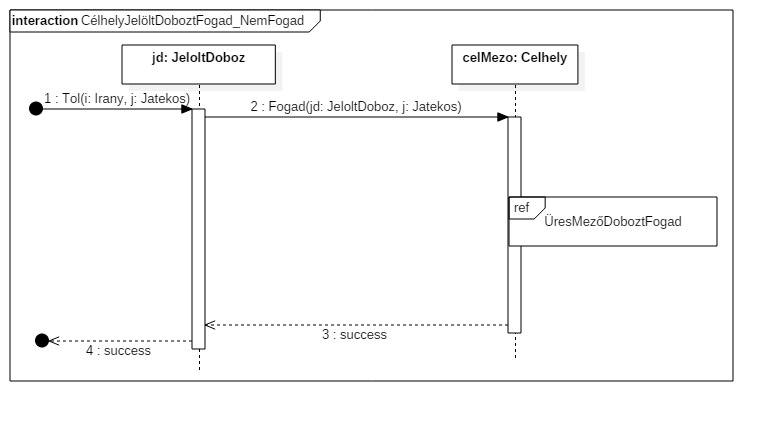 interaction CélhelyJelöltDoboztFogad_NemFogad
jd: JeloltDoboz
celMezo: Celhely
1 : Tol(i: Irany, j: Jatekos)
2 : Fogad(jd: JeloltDoboz, j: Jatekos)
ref
ÜresMezőDoboztFogad
3 : success
4 : success